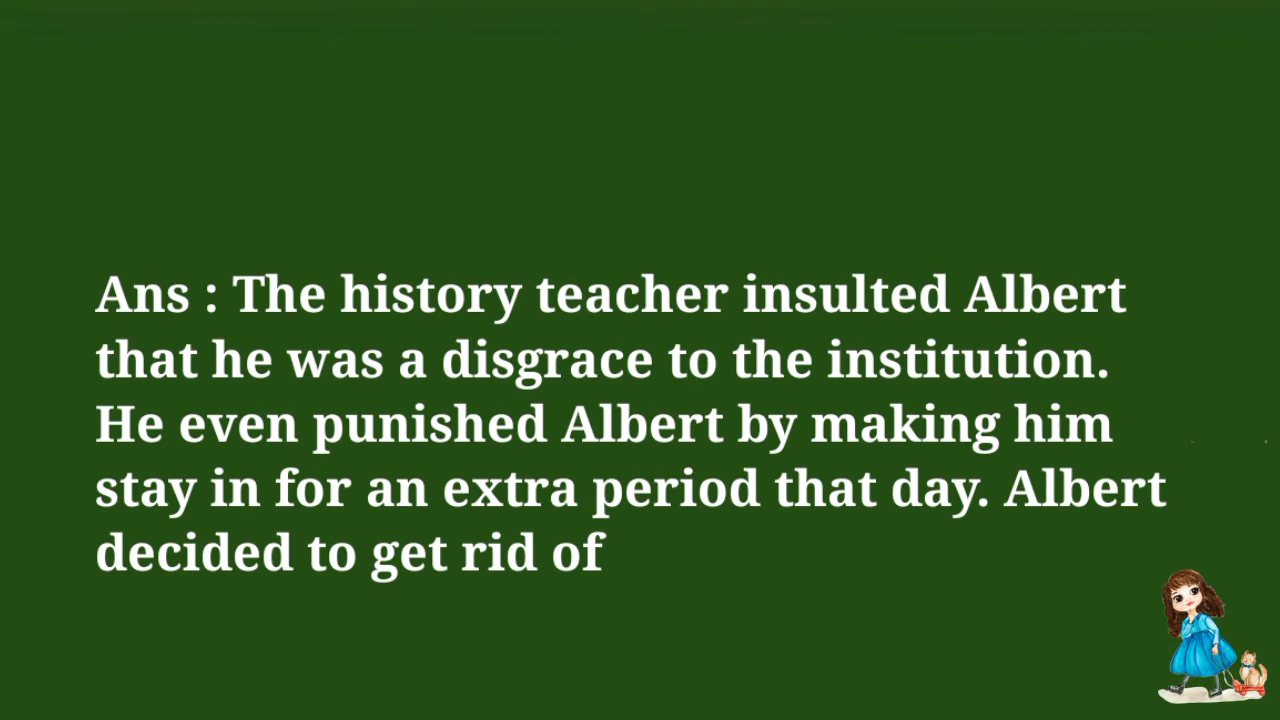 Ans : The history teacher insulted Albert
that he was a disgrace to the institution.
He even punished Albert by making him
stay in for an extra period that day. Albert
decided to get rid of